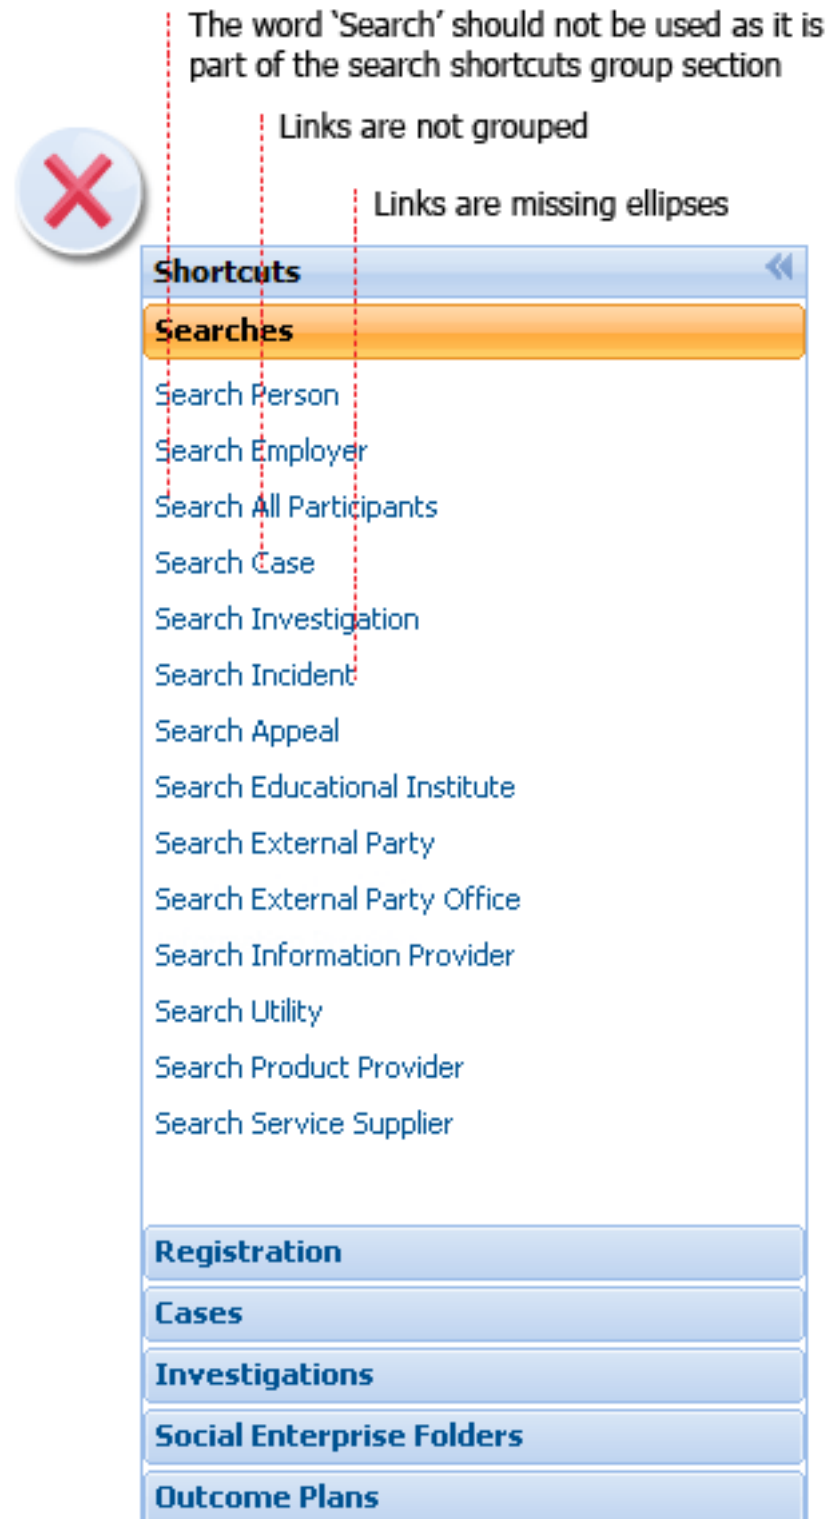 The word ‘Search’ should not be used as it is
part of the search shortcuts group section
Links are not grouped
Links are missing ellipses
Shortcuts
Searches
Search Person
Search Employer
Search All Participants
Search Case
Search Investigation
Search Incident
Search Appeal
Search Educational Institute
Search External Party
Search External Party Office
Search Information Provider
Search Utility
Search Product Provider
Search Service Supplier
Registration
Cases
Investigations
Social Enterprise Folders
Outcome Plans